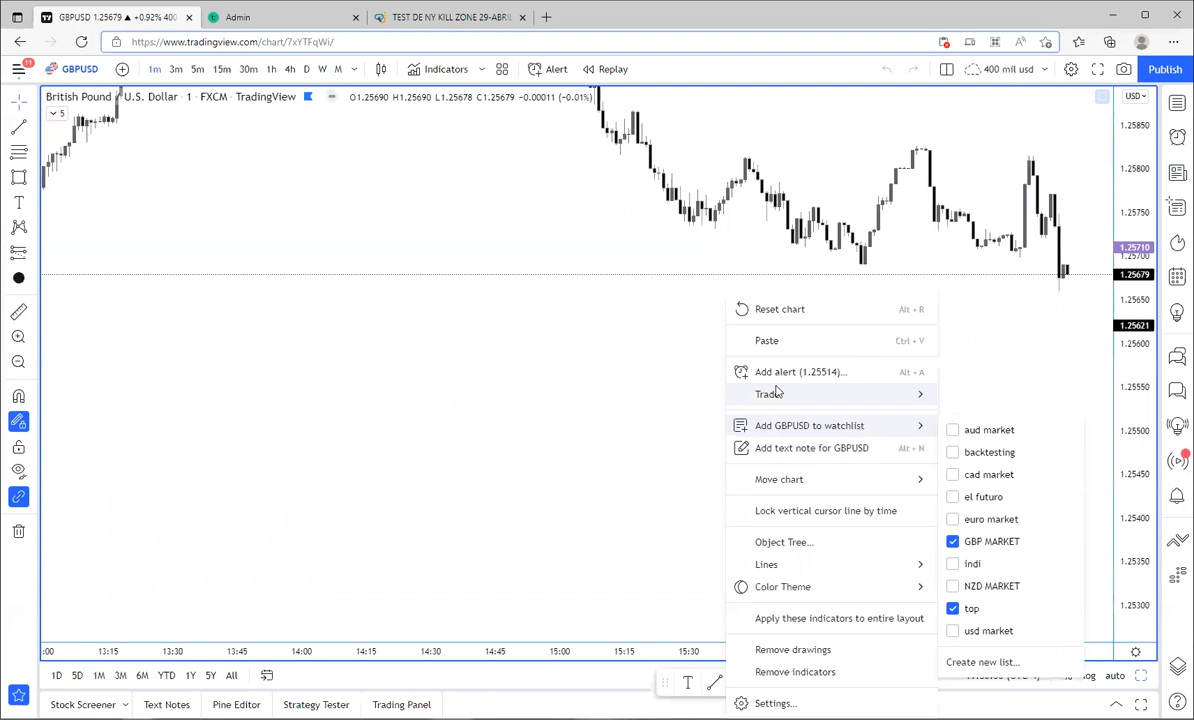 GBPUSD 1.25679 ▲ +0.92% 400
Admin
TEST DE NY KILL ZONE 29-ABRIL
https://www.tradingview.com/chart/7xYTFqWi/
11
GBPUSD
1m 3m 5m 15m 30m 1h 4h D W M
Indicators
Alert
Replay
400 mil usd
Publish
British Pound / U.S. Dollar 1 · FXCM · TradingView
O1.25690 H1.25690 L1.25678 C1.25679 −0.00011 (−0.01%)
USD
5
1.25850
1.25800
1.25750
1.25710
1.25700
1.25679
1.25650
1.25621
1.25600
1.25550
1.25500
1.25450
1.25400
1.25350
1.25300
Reset chart Alt + R
Paste Ctrl + V
Add alert (1.25514)... Alt + A
Trade
Add GBPUSD to watchlist
Add text note for GBPUSD Alt + N
Move chart
Lock vertical cursor line by time
Object Tree...
Lines
Color Theme
Apply these indicators to entire layout
Remove drawings
Remove indicators
Settings...
aud market
backtesting
cad market
el futuro
euro market
GBP MARKET
indi
NZD MARKET
top
usd market
Create new list...
13:15 13:30 13:45 14:00 14:15 14:30 14:45 15:00 15:15 15:30
1D 5D 1M 3M 6M YTD 1Y 5Y All
auto
Stock Screener
Text Notes
Pine Editor
Strategy Tester
Trading Panel